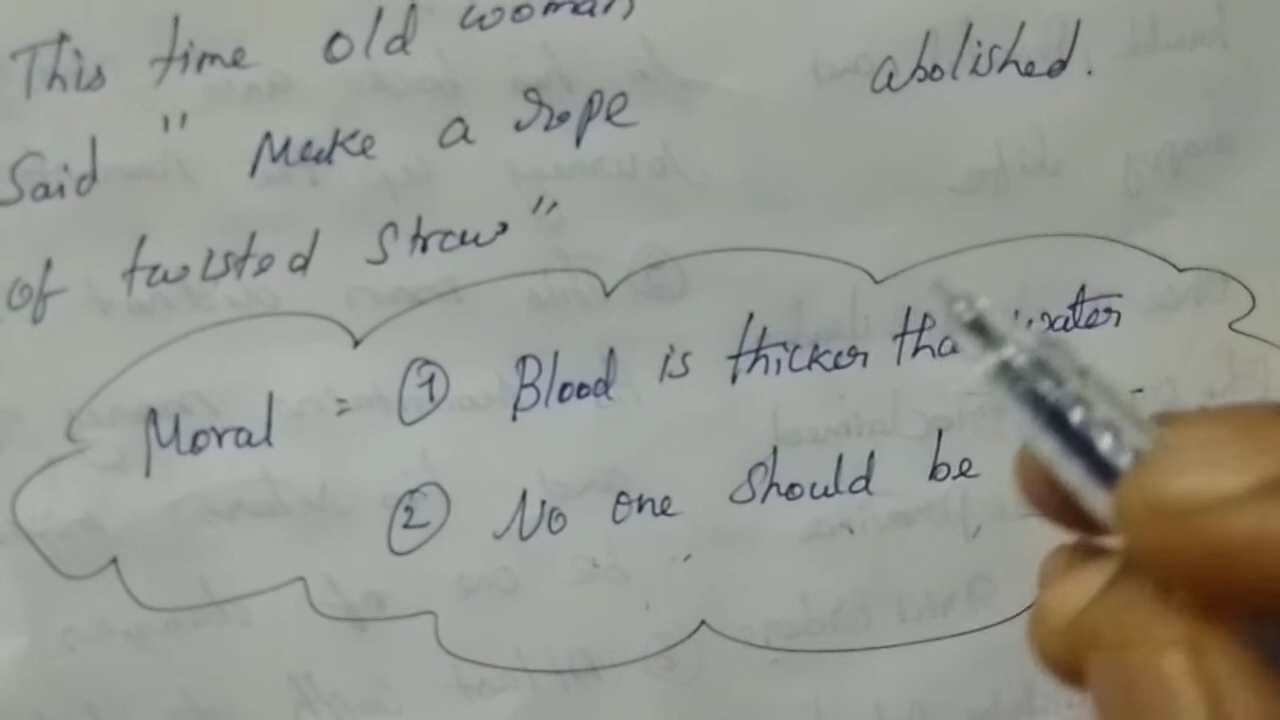 This time old woman
Said " Make a rope
of twisted straw"
abolished.
Moral = ① Blood is thicker tha water
② No one should be